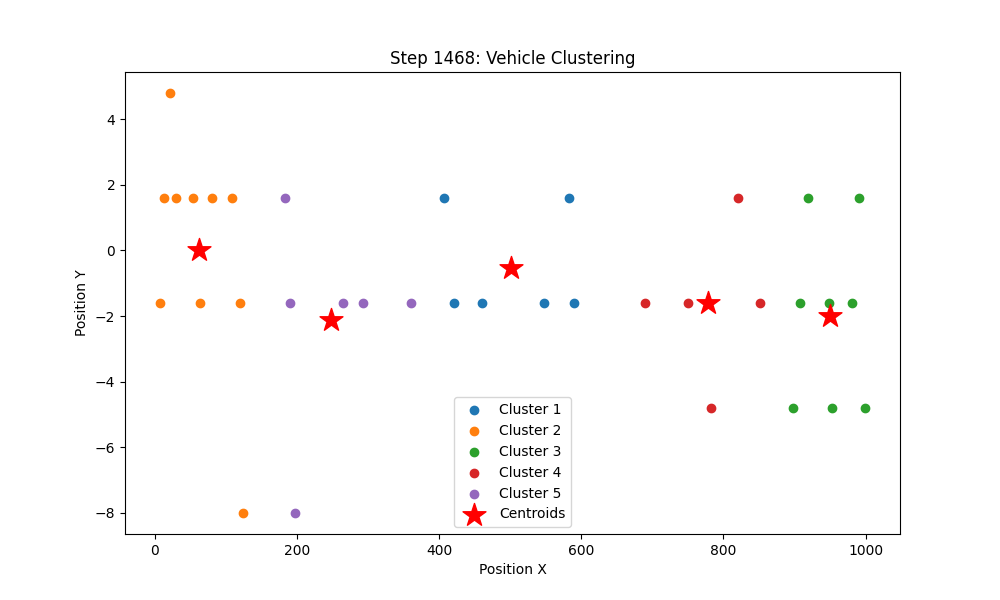 Step 1468: Vehicle Clustering
Position Y
4
2
0
−2
−4
−6
−8
Cluster 1
Cluster 2
Cluster 3
Cluster 4
Cluster 5
Centroids
0 200 400 600 800 1000
Position X